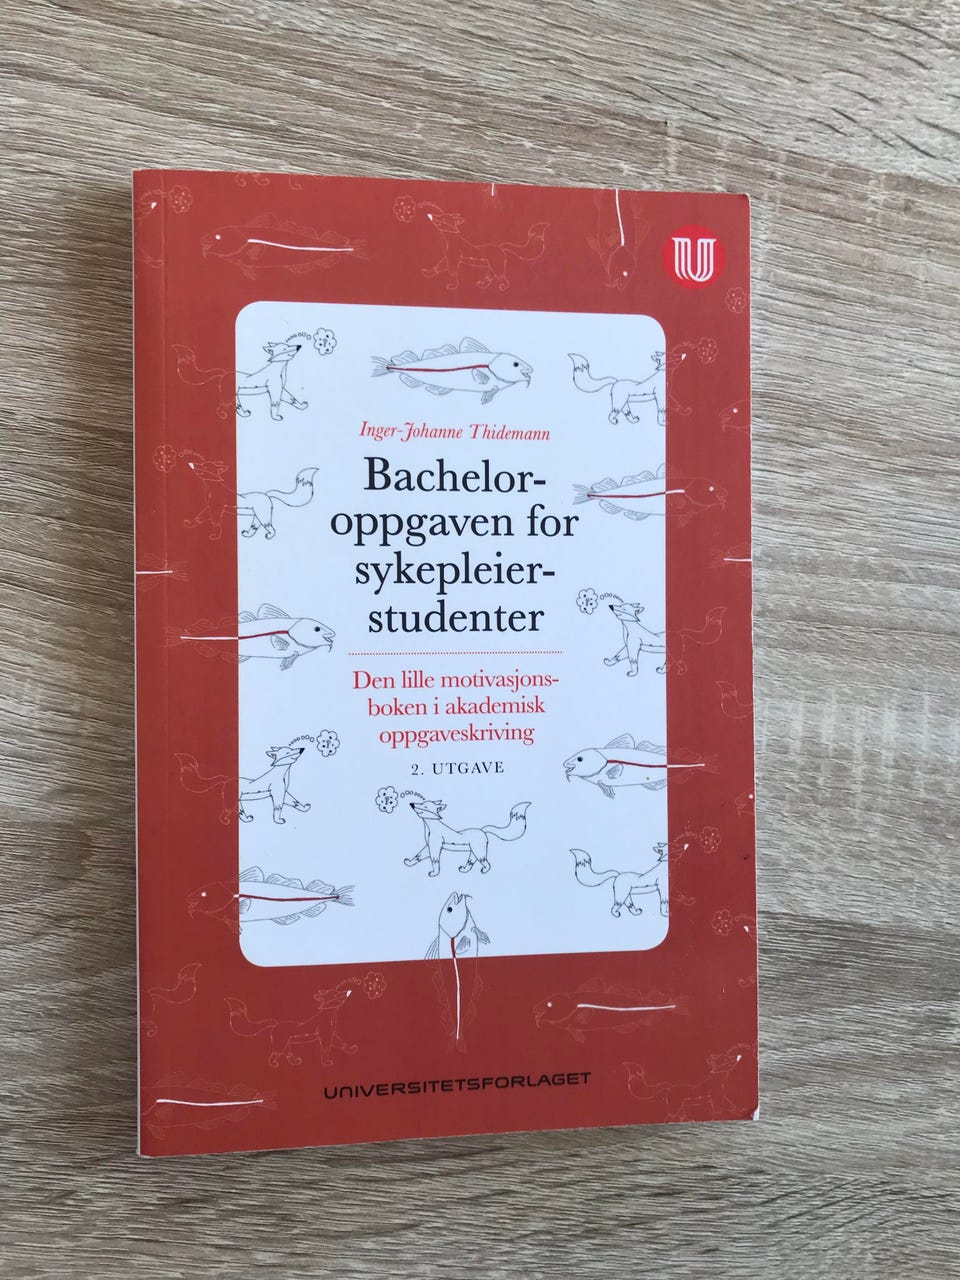 Inger-Johanne Thidemann
Bachelor-
oppgaven for
sykepleier-
studenter
Den lille motivasjons-
boken i akademisk
oppgaveskriving
2. UTGAVE
UNIVERSITETSFORLAGET